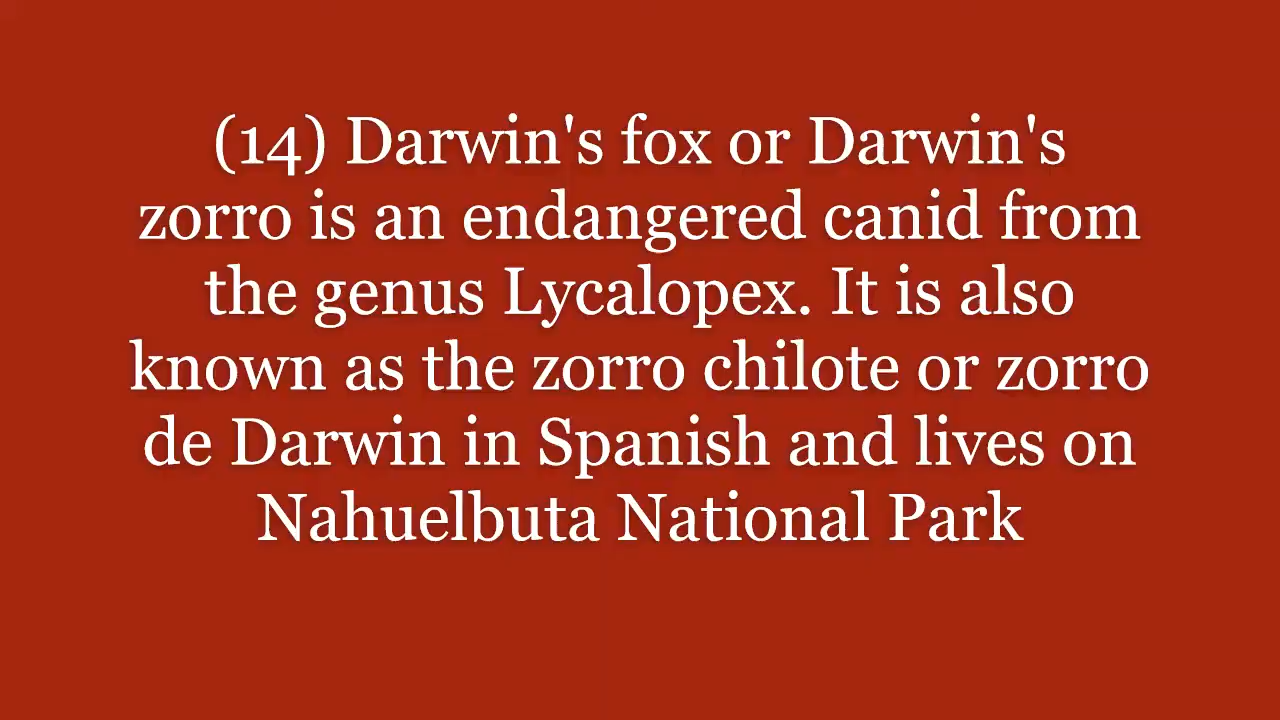 (14) Darwin's fox or Darwin's
zorro is an endangered canid from
the genus Lycalopex. It is also
known as the zorro chilote or zorro
de Darwin in Spanish and lives on
Nahuelbuta National Park